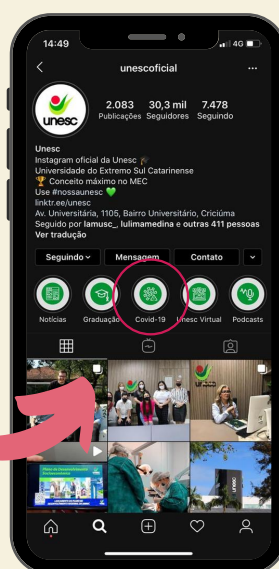 14:49
4G
unescoficial
unesc
2.083 30,3 mil 7.478
Publicações Seguidores Seguindo
Unesc
Instagram oficial da Unesc
Universidade do Extremo Sul Catarinense
Conceito máximo no MEC
Use #nossaunesc
linktr.ee/unesc
Av. Universitária, 1105, Bairro Universitário, Criciúma
Seguido por lamusc_, lulimamedina e outras 411 pessoas
Ver tradução
Seguindo Mensagem Contato
Notícias Graduação Covid-19 Unesc Virtual Podcasts
unesc
unesc